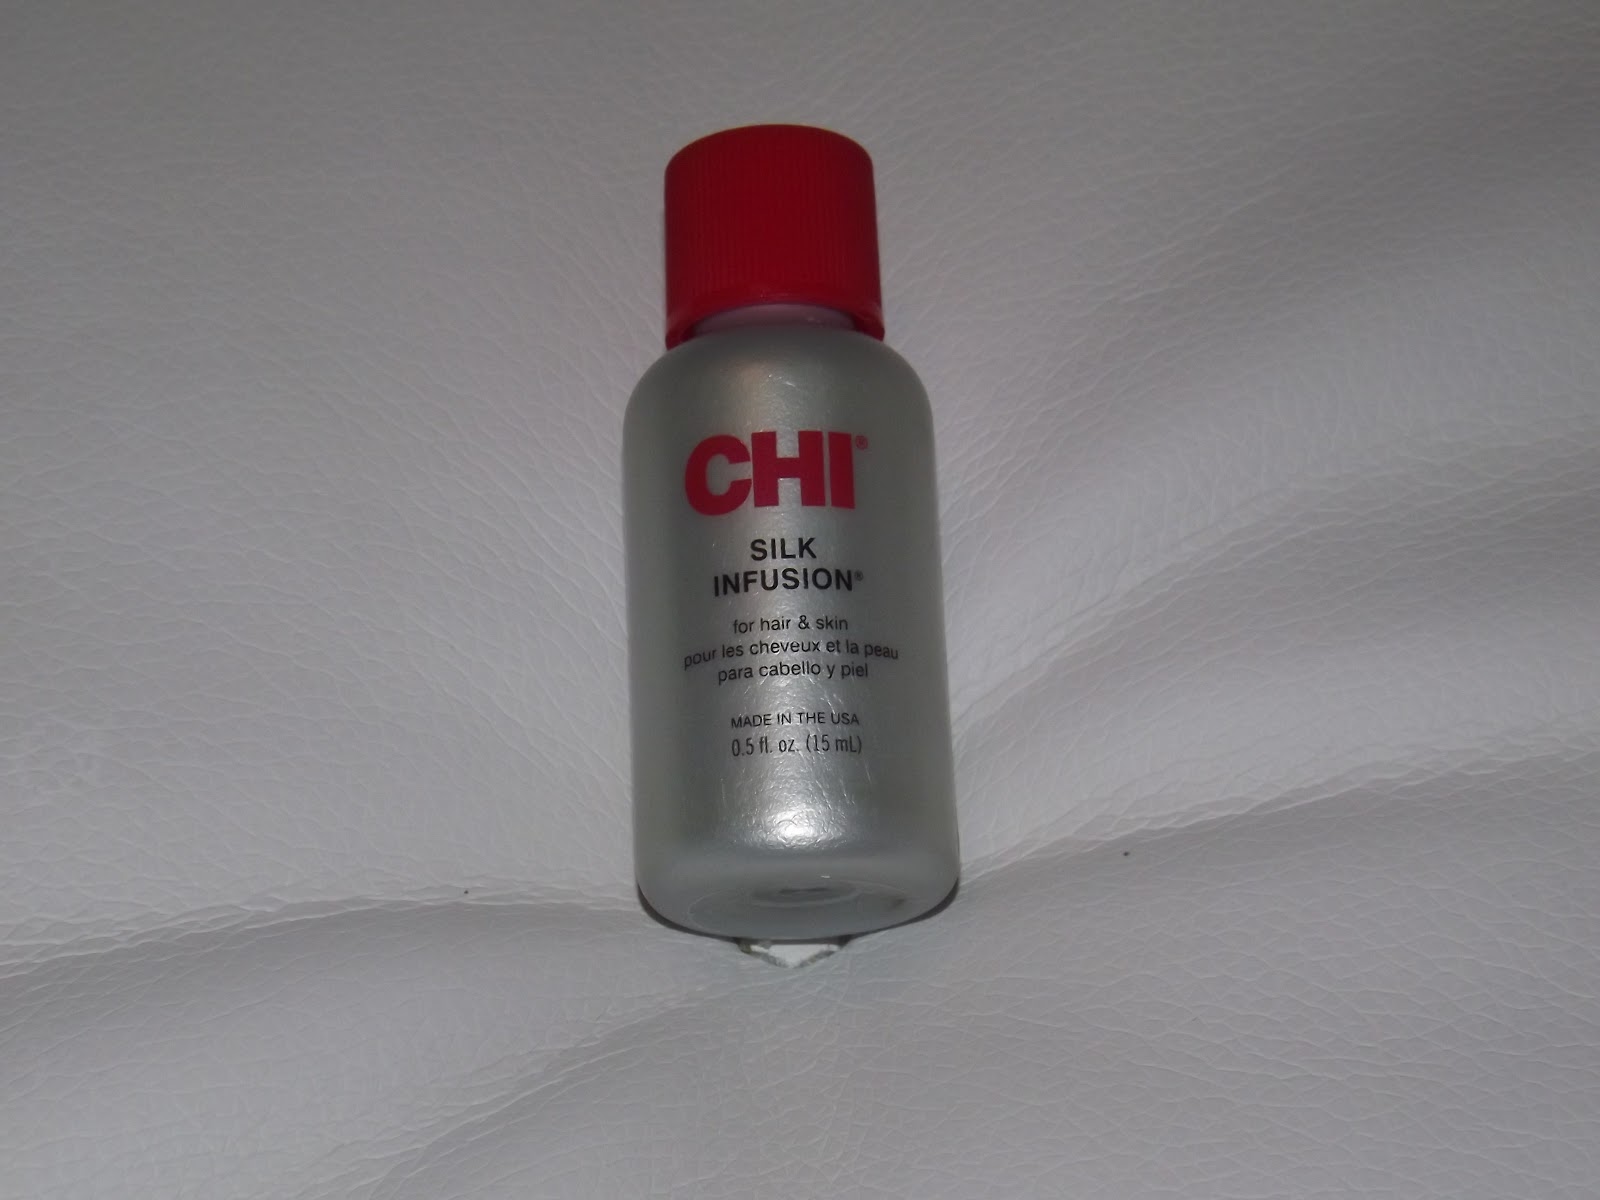 CHI®
SILK
INFUSION®
for hair & skin
pour les cheveux et la peau
para cabello y piel
MADE IN THE USA
0.5 fl. oz. (15 mL)